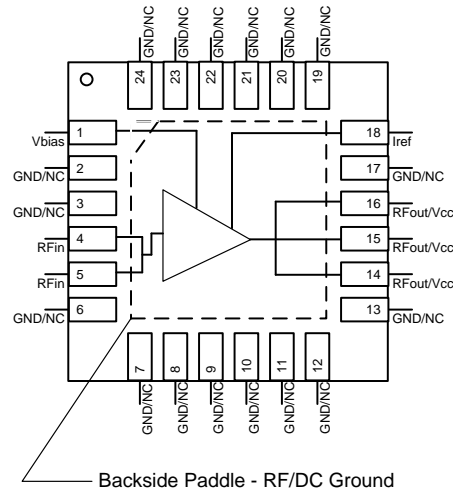 GND/NC GND/NC GND/NC GND/NC GND/NC GND/NC
24 23 22 21 20 19
Vbias 1 18 Iref
GND/NC 2 17 GND/NC
GND/NC 3 16 RFout/Vcc
RFin 4 15 RFout/Vcc
RFin 5 14 RFout/Vcc
GND/NC 6 13 GND/NC
7 8 9 10 11 12
GND/NC GND/NC GND/NC GND/NC GND/NC GND/NC
Backside Paddle - RF/DC Ground